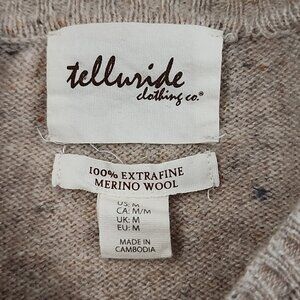 telluride
clothing co.®
100% EXTRAFINE
MERINO WOOL
US: M
CA: M/M
UK: M
EU: M
MADE IN
CAMBODIA